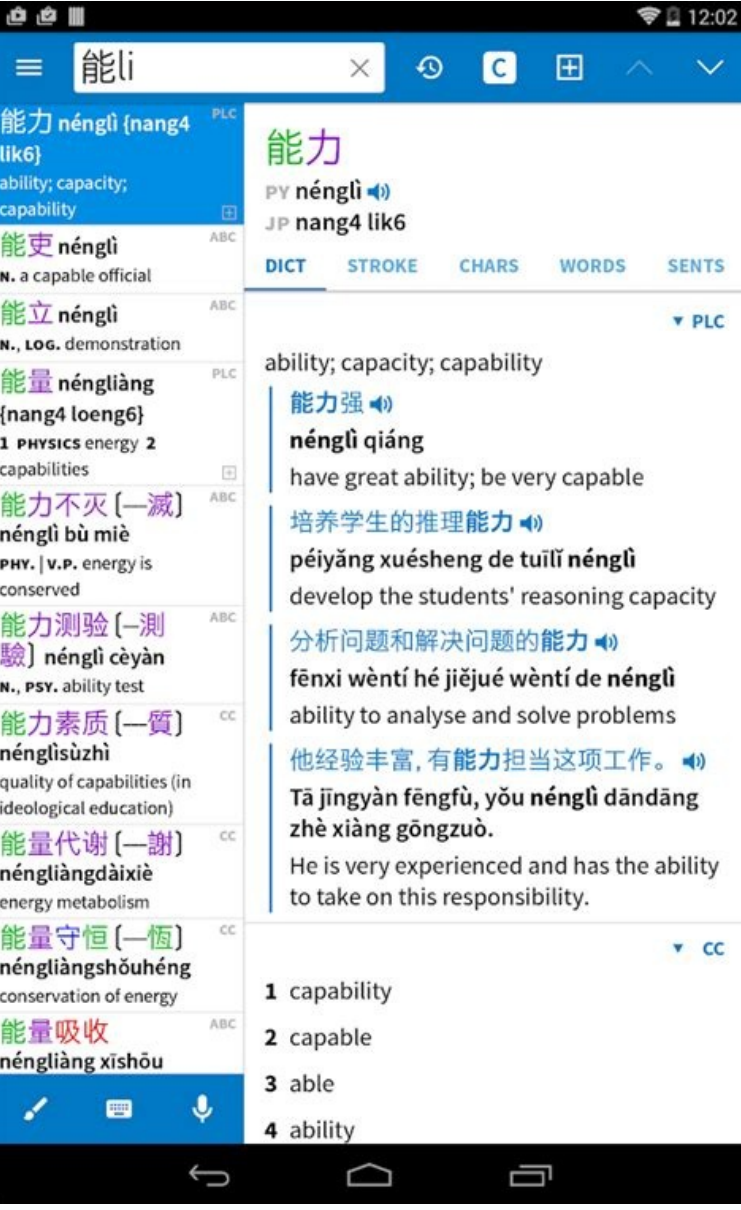 12:02
能li
C
能力 nénglì {nang4
lik6}
PLC
ability; capacity;
capability
能吏 nénglì
ABC
N. a capable official
能立 nénglì
ABC
N., LOG. demonstration
能量 néngliàng
PLC
{nang4 loeng6}
1 PHYSICS energy 2
capabilities
能力不灭 [—滅]
ABC
nénglì bù miè
PHY. | V.P. energy is
conserved
能力测验 [—測
ABC
驗] nénglì cèyàn
N., PSY. ability test
能力素质 [—質]
CC
nénglìsùzhì
quality of capabilities (in
ideological education)
能量代谢 [—謝]
CC
néngliàngdàixiè
energy metabolism
能量守恒 [—恆]
CC
néngliàngshǒuhéng
conservation of energy
能量吸收
ABC
néngliàng xīshōu
能力
PY nénglì
JP nang4 lik6
DICT STROKE CHARS WORDS SENTS
▼ PLC
ability; capacity; capability
能力强
nénglì qiáng
have great ability; be very capable
培养学生的推理能力
péiyǎng xuésheng de tuīlǐ nénglì
develop the students' reasoning capacity
分析问题和解决问题的能力
fēnxi wèntí hé jiějué wèntí de nénglì
ability to analyse and solve problems
他经验丰富, 有能力担当这项工作。
Tā jīngyàn fēngfù, yǒu nénglì dāndāng
zhè xiàng gōngzuò.
He is very experienced and has the ability
to take on this responsibility.
▼ CC
1 capability
2 capable
3 able
4 ability